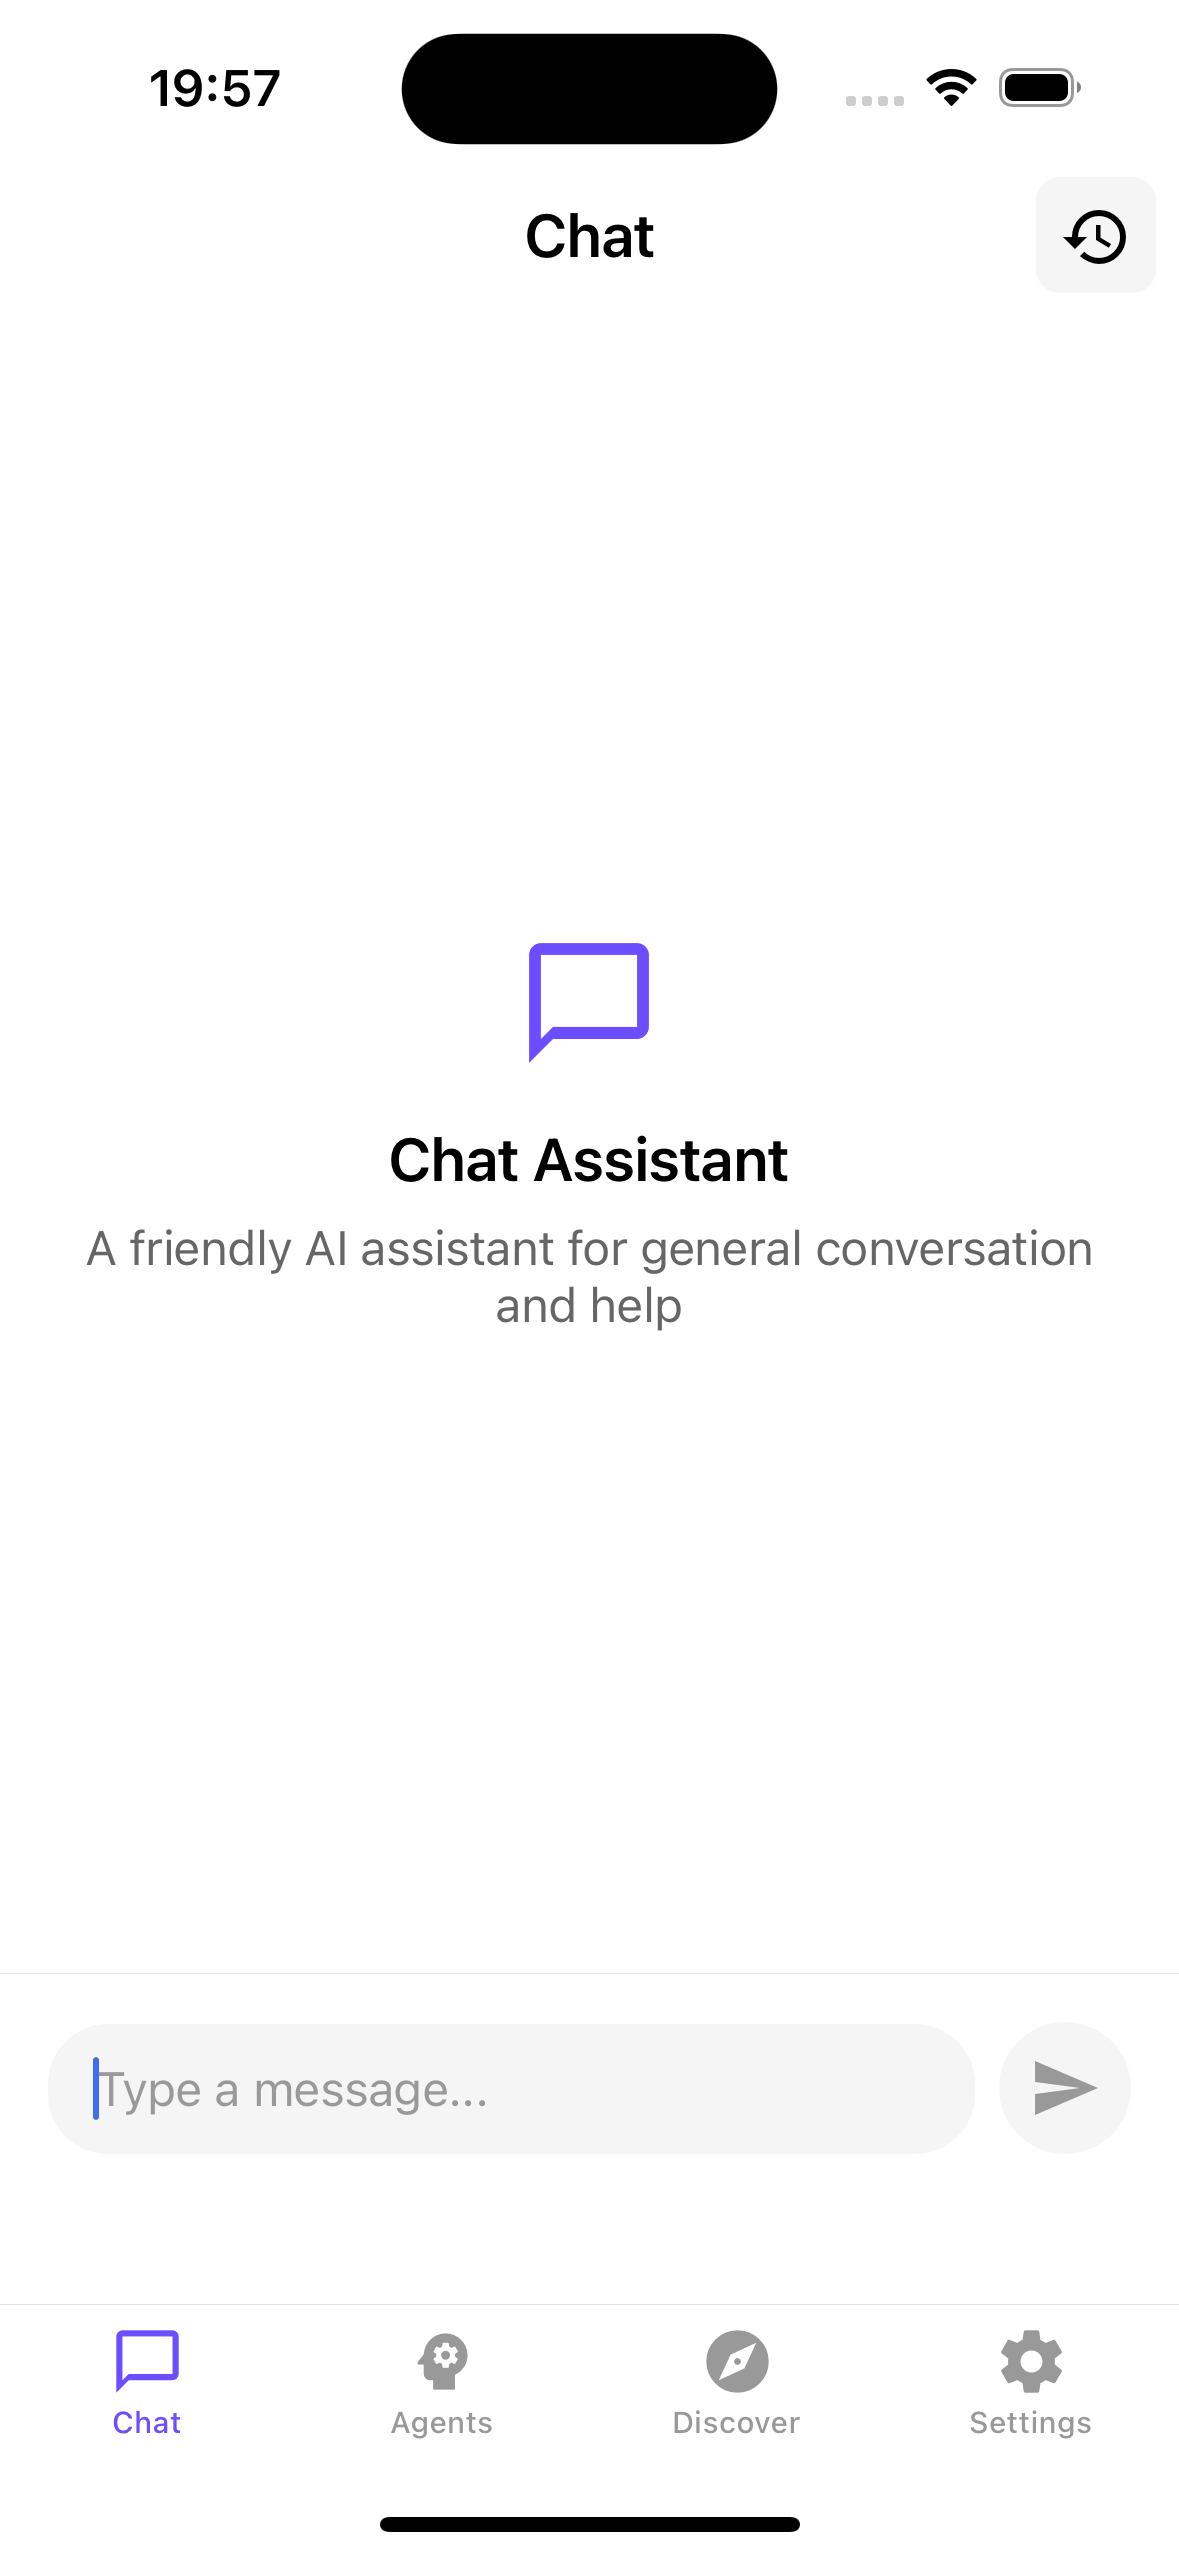 19:57
Chat
Chat Assistant
A friendly AI assistant for general conversation
and help
Type a message...
Chat
Agents
Discover
Settings